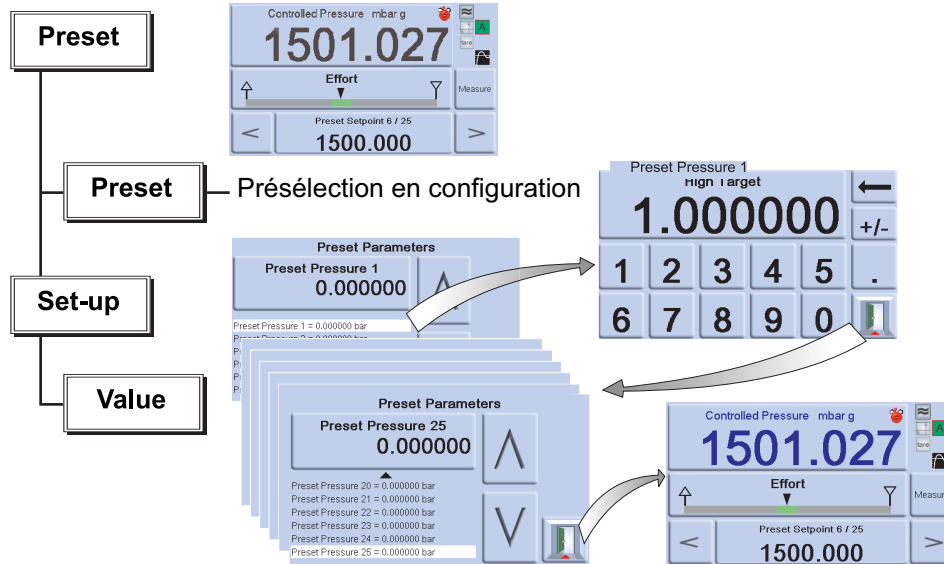 Preset
Controlled Pressure mbar g
1501.027
A
tare
Effort
Measure
Preset Setpoint 6 / 25
<
1500.000
>
Preset
Présélection en configuration
Preset Pressure 1
High Target
1.000000
+/-
1 2 3 4 5 .
6 7 8 9 0
Preset Parameters
Preset Pressure 1
0.000000
Preset Pressure 1 = 0.000000 bar
Set-up
Value
Preset Parameters
Preset Pressure 25
0.000000
Preset Pressure 20 = 0.000000 bar
Preset Pressure 21 = 0.000000 bar
Preset Pressure 22 = 0.000000 bar
Preset Pressure 23 = 0.000000 bar
Preset Pressure 24 = 0.000000 bar
Preset Pressure 25 = 0.000000 bar
Controlled Pressure mbar g
1501.027
A
tare
Effort
Measur
Preset Setpoint 6 / 25
<
1500.000
>